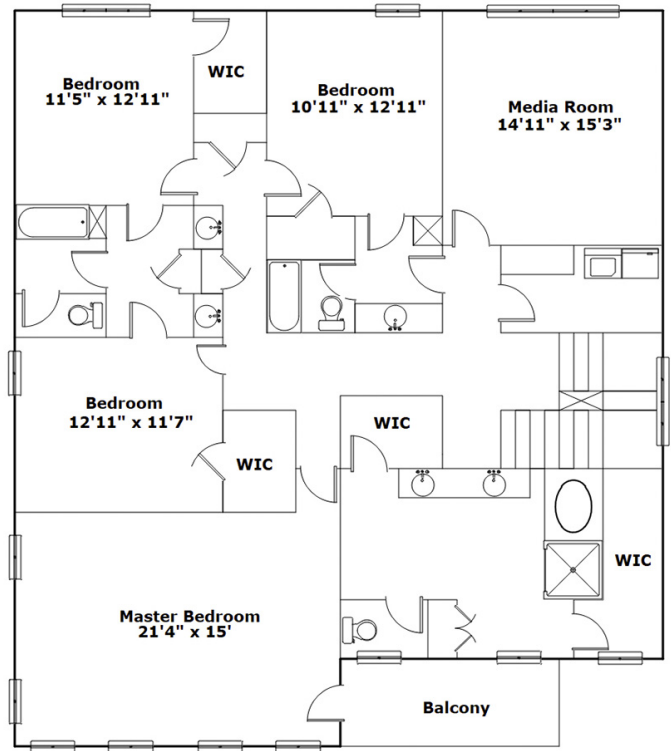 Bedroom
11'5" x 12'11"
WIC
Bedroom
10'11" x 12'11"
Media Room
14'11" x 15'3"
Bedroom
12'11" x 11'7"
WIC
WIC
WIC
Master Bedroom
21'4" x 15'
Balcony